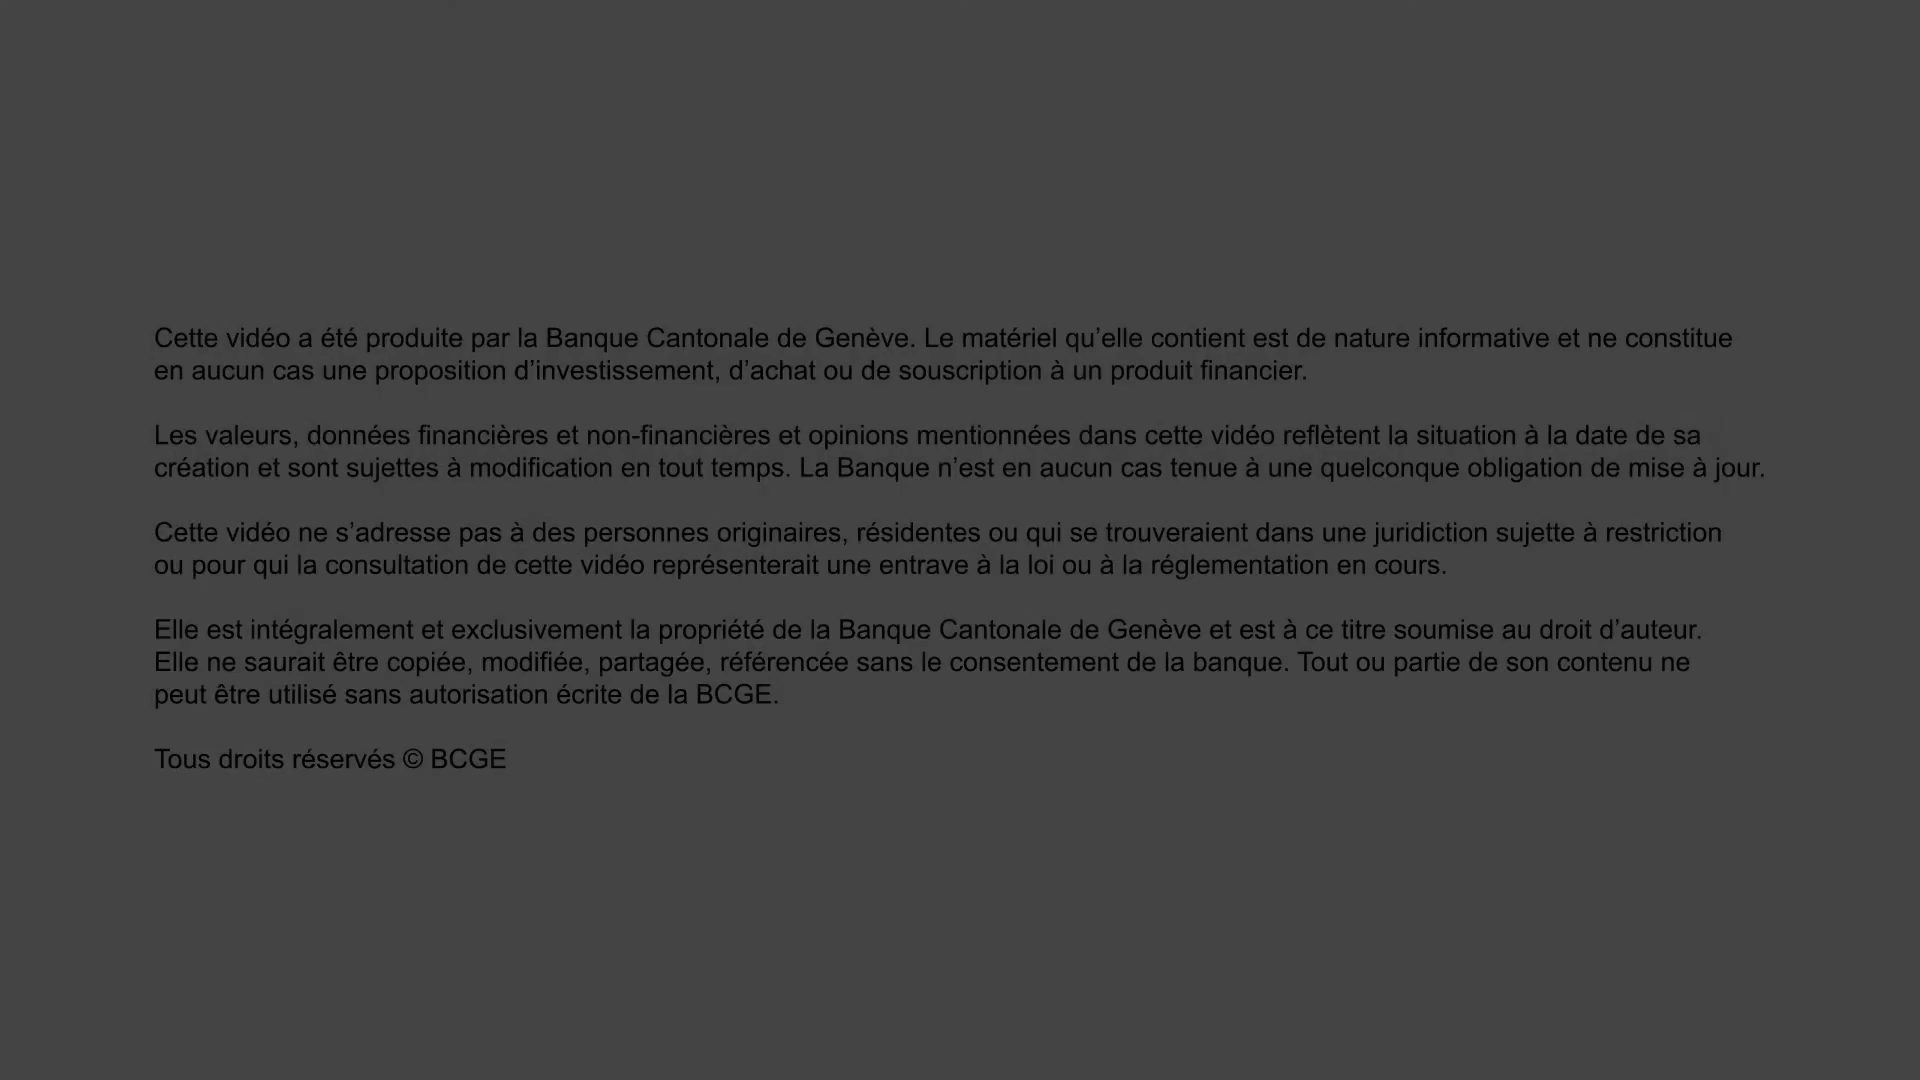 Cette vidéo a été produite par la Banque Cantonale de Genève. Le matériel qu’elle contient est de nature informative et ne constitue
en aucun cas une proposition d’investissement, d’achat ou de souscription à un produit financier.
Les valeurs, données financières et non-financières et opinions mentionnées dans cette vidéo reflètent la situation à la date de sa
création et sont sujettes à modification en tout temps. La Banque n’est en aucun cas tenue à une quelconque obligation de mise à jour.
Cette vidéo ne s’adresse pas à des personnes originaires, résidentes ou qui se trouveraient dans une juridiction sujette à restriction
ou pour qui la consultation de cette vidéo représenterait une entrave à la loi ou à la réglementation en cours.
Elle est intégralement et exclusivement la propriété de la Banque Cantonale de Genève et est à ce titre soumise au droit d’auteur.
Elle ne saurait être copiée, modifiée, partagée, référencée sans le consentement de la banque. Tout ou partie de son contenu ne
peut être utilisé sans autorisation écrite de la BCGE.
Tous droits réservés © BCGE